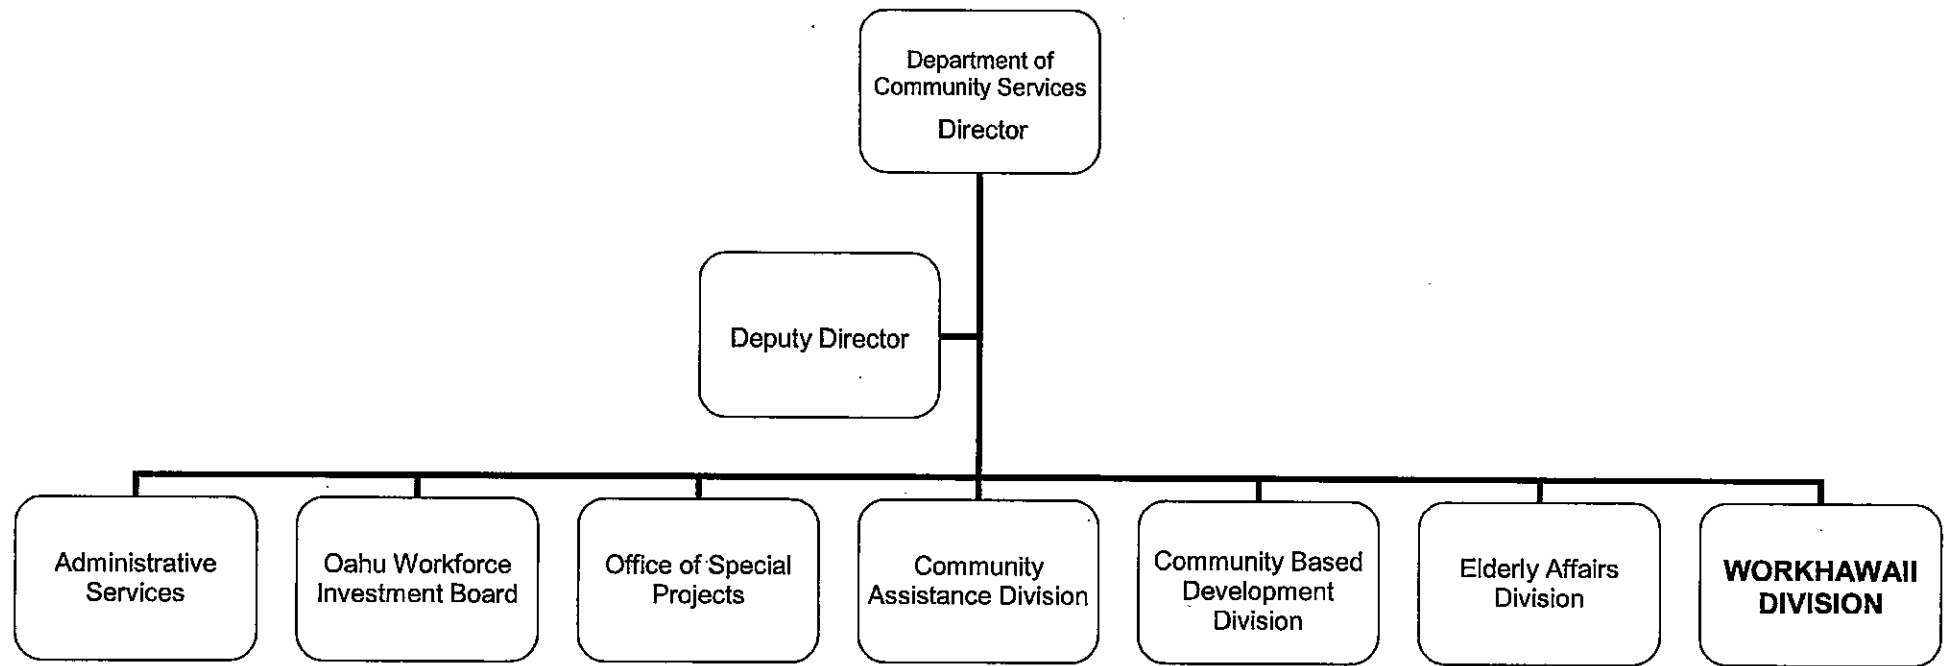 Department of
Community Services
Director
Deputy Director
Administrative
Services
Oahu Workforce
Investment Board
Office of Special
Projects
Community
Assistance Division
Community Based
Development
Division
Elderly Affairs
Division
WORKHAWAII
DIVISION